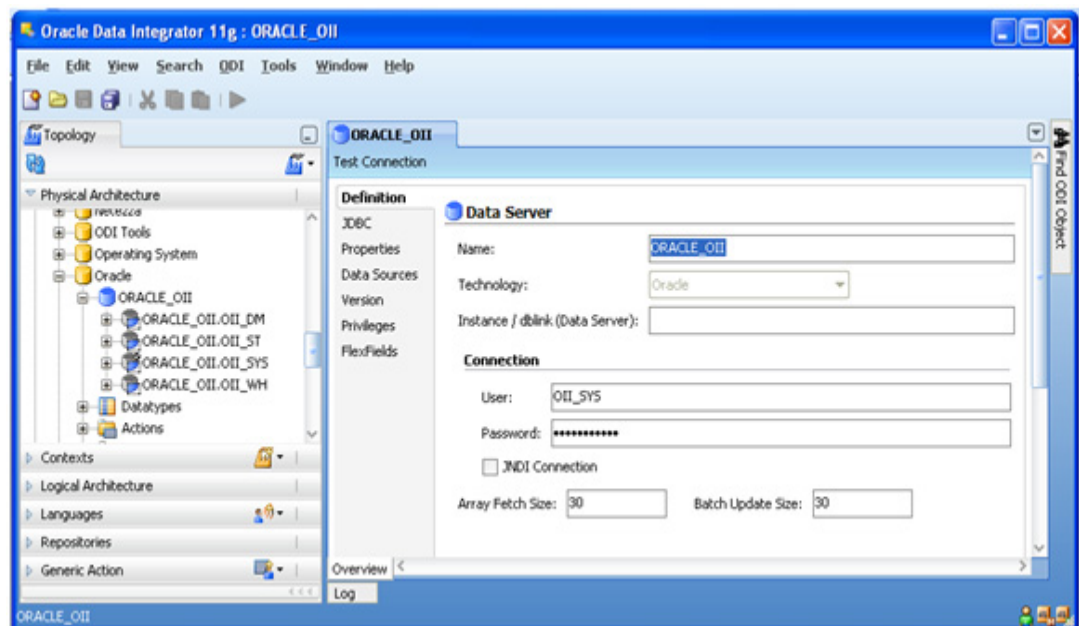 Oracle Data Integrator 11g : ORACLE_OII
File Edit View Search ODI Tools Window Help
Topology
Physical Architecture
Netezza
ODI Tools
Operating System
Oracle
ORACLE_OII
ORACLE_OII.OII_DM
ORACLE_OII.OII_ST
ORACLE_OII.OII_SYS
ORACLE_OII.OII_WH
Datatypes
Actions
Contexts
Logical Architecture
Languages
Repositories
Generic Action
ORACLE_OII
Test Connection
Definition
JDBC
Properties
Data Sources
Version
Privileges
FlexFields
Data Server
Name: ORACLE_OII
Technology: Oracle
Instance / dblink (Data Server):
Connection
User: OII_SYS
Password: •••••••••••
JNDI Connection
Array Fetch Size: 30 Batch Update Size: 30
Overview
Log
Find ODI Object
ORACLE_OII